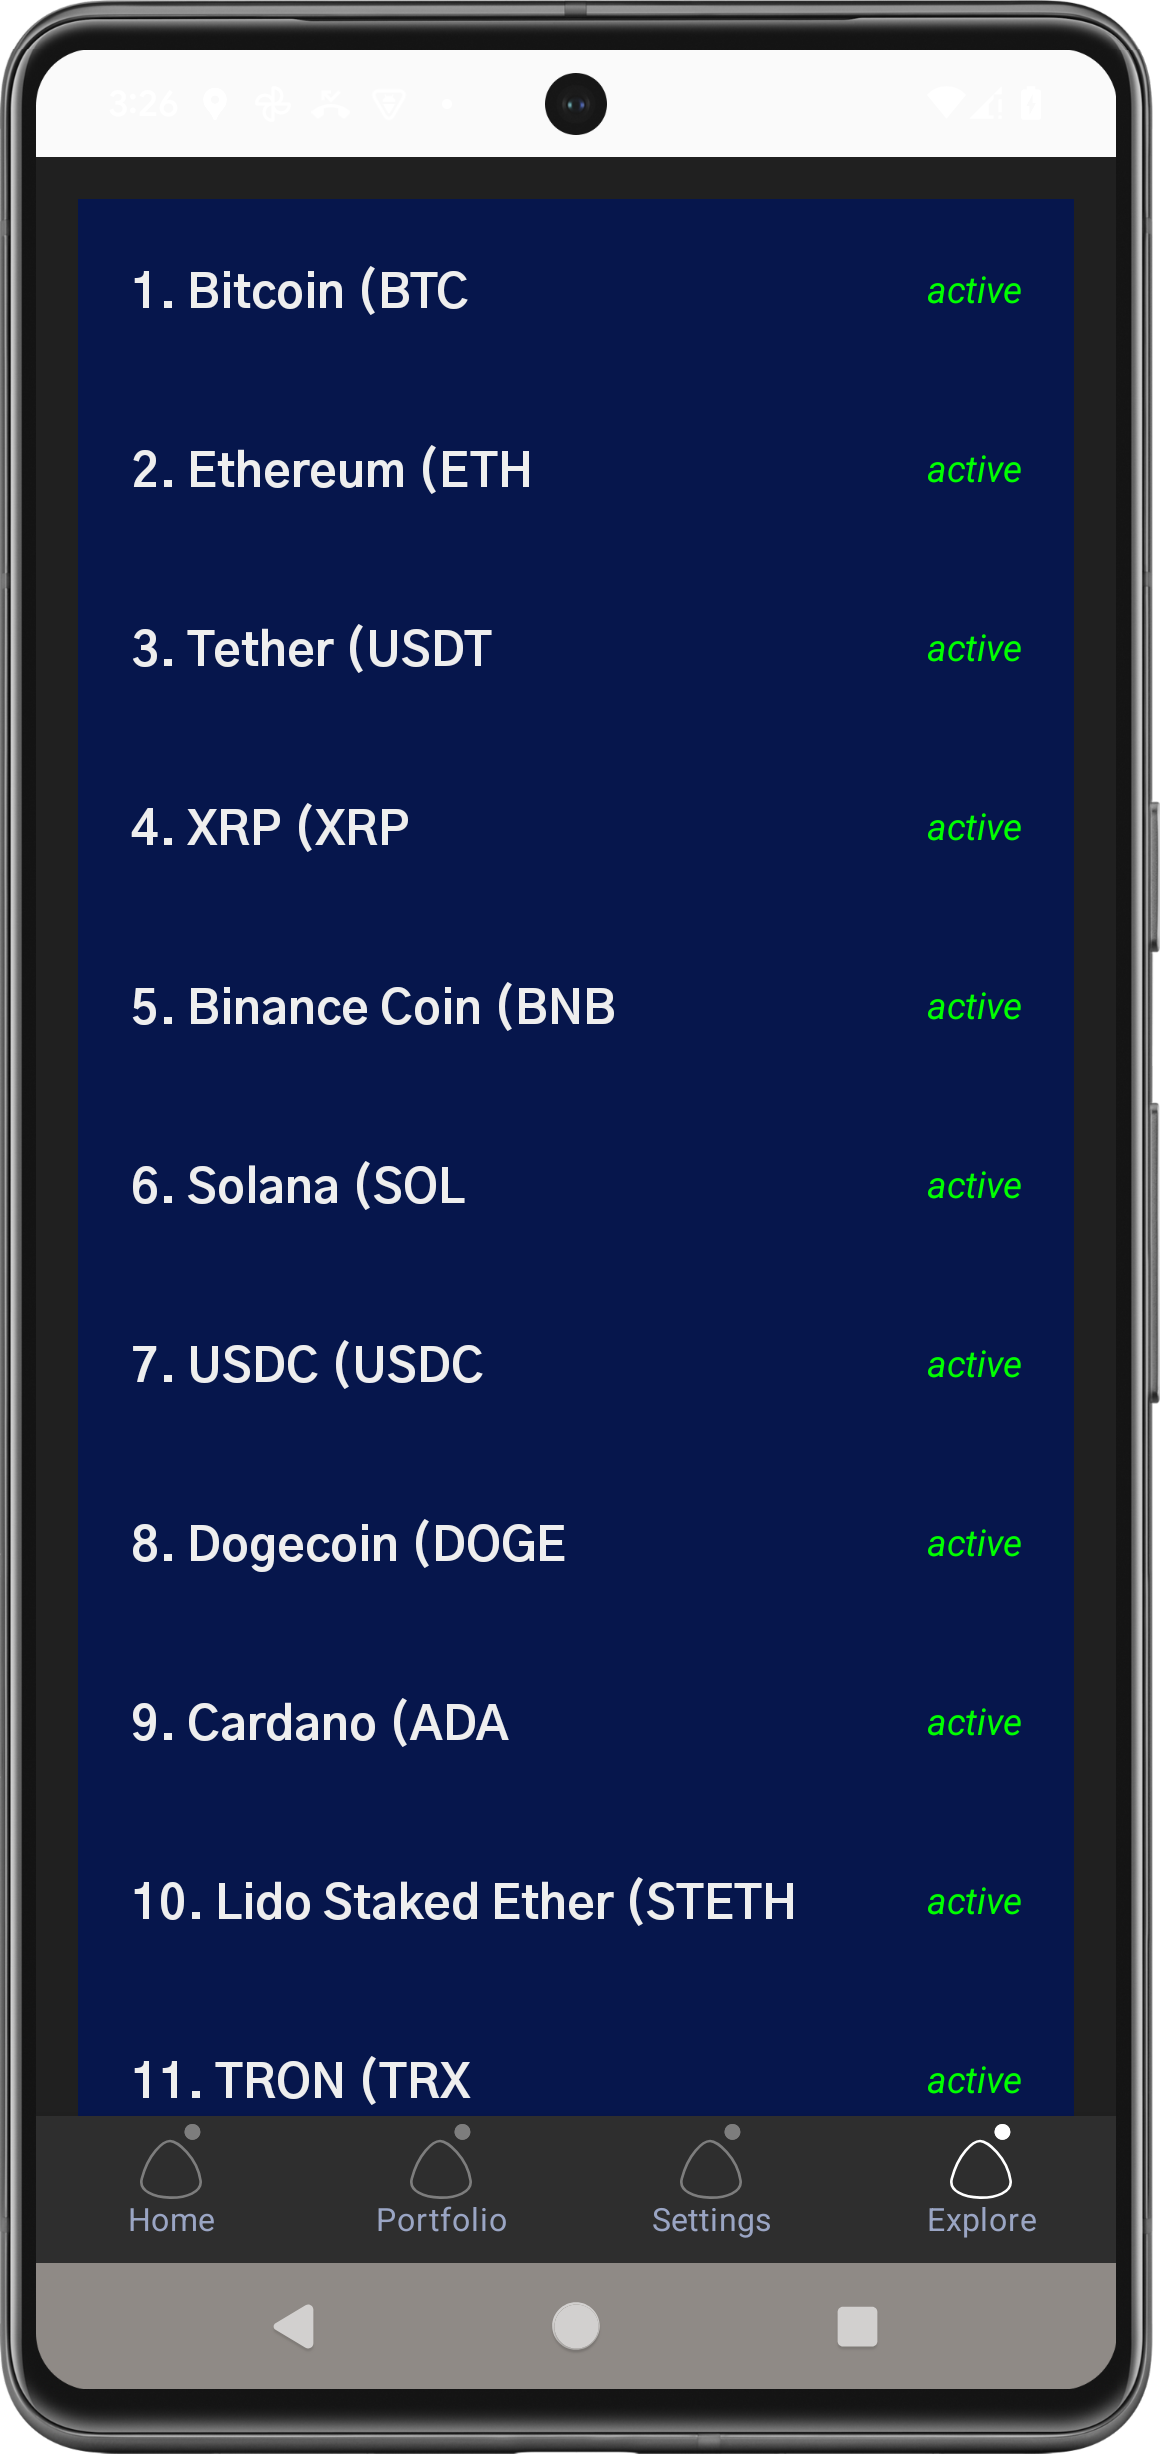 3:26
1. Bitcoin (BTC active
2. Ethereum (ETH active
3. Tether (USDT active
4. XRP (XRP active
5. Binance Coin (BNB active
6. Solana (SOL active
7. USDC (USDC active
8. Dogecoin (DOGE active
9. Cardano (ADA active
10. Lido Staked Ether (STETH active
11. TRON (TRX active
Home Portfolio Settings Explore